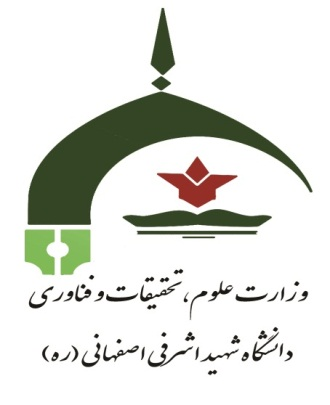 وزارت علوم، تحقیقات و فناوری
دانشگاه شهید اشرفی اصفهانی (ره)